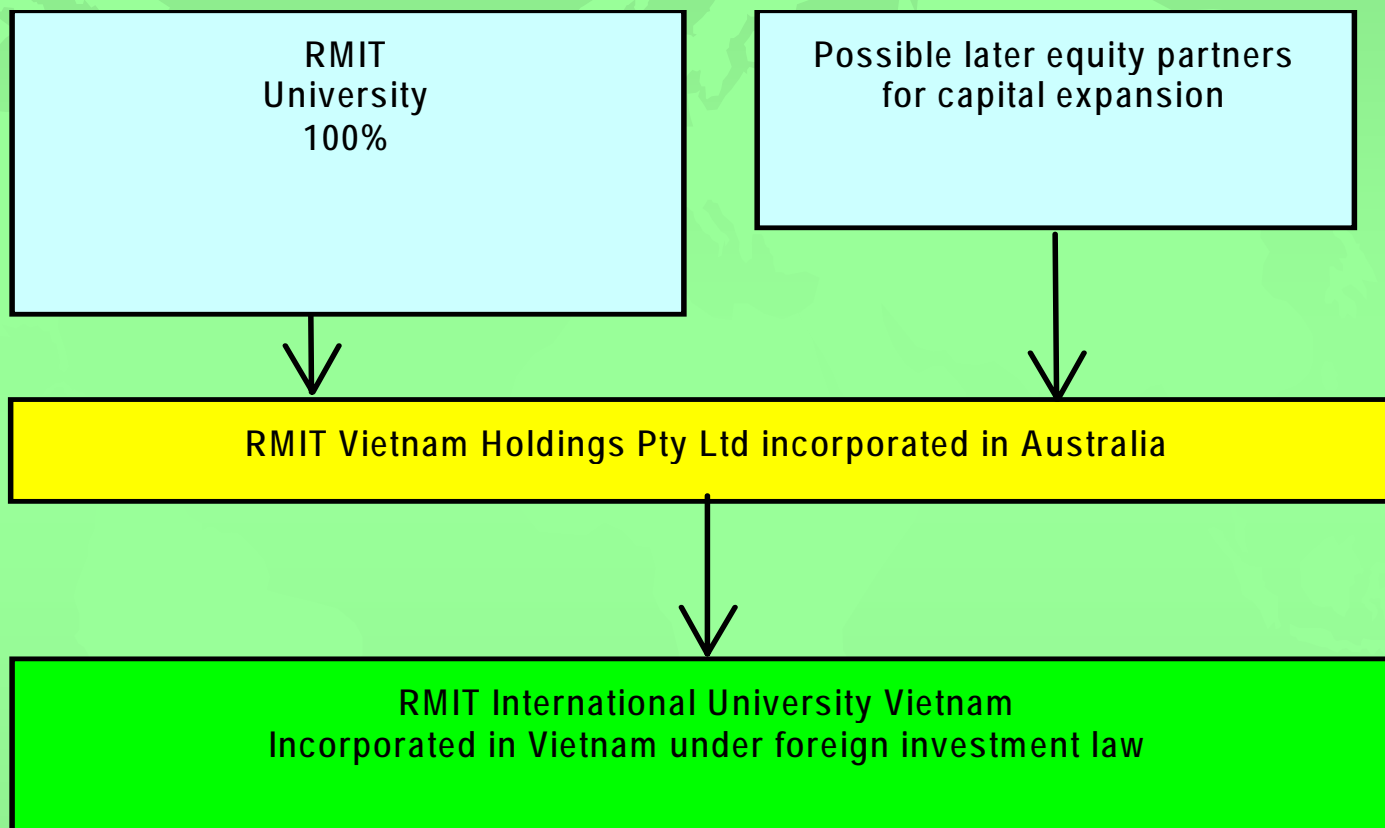 RMIT
University
100%
Possible later equity partners
for capital expansion
RMIT Vietnam Holdings Pty Ltd incorporated in Australia
RMIT International University Vietnam
Incorporated in Vietnam under foreign investment law